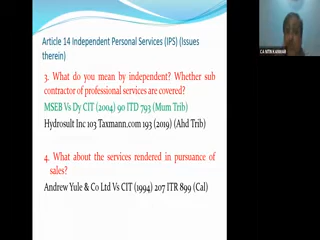 Article 14 Independent Personal Services (IPS) (Issues
therein)
3. What do you mean by independent? Whether sub
contractor of professional services are covered?
MSEB Vs Dy CIT (2004) 90 ITD 793 (Mum Trib)
Hydrosult Inc 103 Taxmann.com 193 (2019) (Ahd Trib)
4. What about the services rendered in pursuance of
sales?
Andrew Yule & Co Ltd Vs CIT (1994) 207 ITR 899 (Cal)